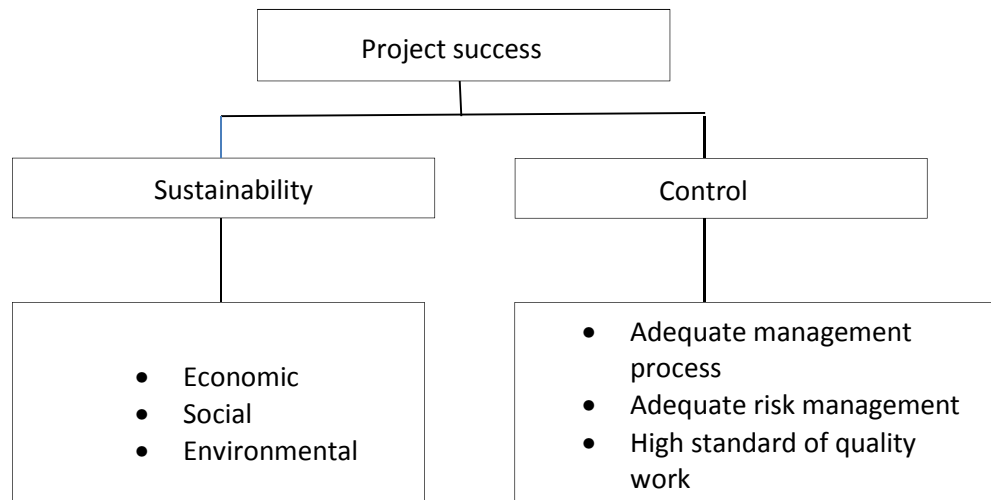 Project success
Sustainability
Control
• Economic
• Social
• Environmental
• Adequate management
process
• Adequate risk management
• High standard of quality
work